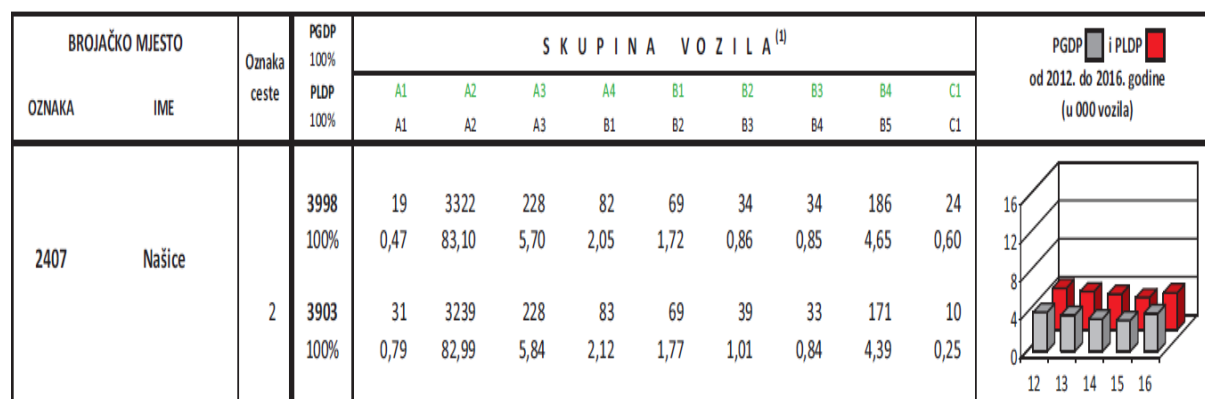 BROJAČKO MJESTO
OZNAKA IME
Oznaka
ceste
PGDP
100%
PLDP
100%
SKUPINA VOZILA(1)
A1 A2 A3 A4 B1 B2 B3 B4 C1
A1 A2 A3 B1 B2 B3 B4 B5 C1
PGDP i PLDP
od 2012. do 2016. godine
(u 000 vozila)
2407 Našice
2
3998 19 3322 228 82 69 34 34 186 24
100% 0,47 83,10 5,70 2,05 1,72 0,86 0,85 4,65 0,60
3903 31 3239 228 83 69 39 33 171 10
100% 0,79 82,99 5,84 2,12 1,77 1,01 0,84 4,39 0,25
16
12
8
4
0
12 13 14 15 16